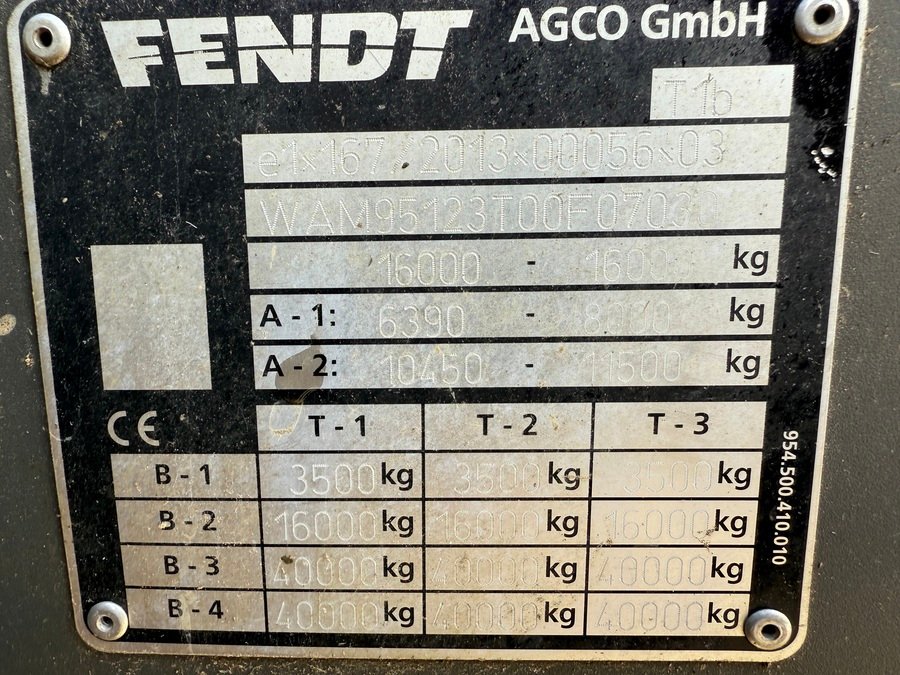 FENDT AGCO GmbH
T1b
e1*167/2013*00056*03
WAM95123T00F07030
16000 - 16000 kg
A - 1: 6390 - 8000 kg
A - 2: 10450 - 11500 kg
CE T - 1 T - 2 T - 3
B - 1 3500 kg 3500 kg 3500 kg
B - 2 16000 kg 16000 kg 16000 kg
B - 3 40000 kg 40000 kg 40000 kg
B - 4 40000 kg 40000 kg 40000 kg
954.500.410.010